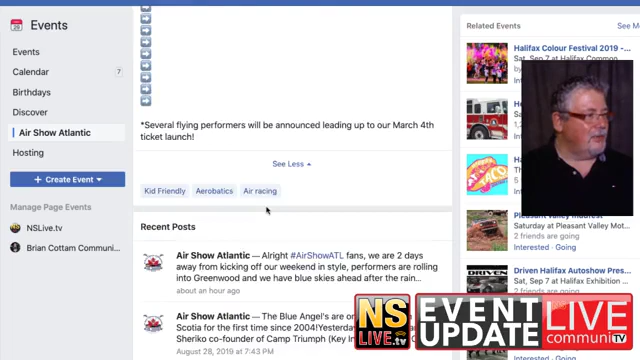 Events
Events
Calendar
7
Birthdays
Discover
Air Show Atlantic
Hosting
+ Create Event
Manage Page Events
NSLive.tv
Brian Cottam Communi...
*Several flying performers will be announced leading up to our March 4th
ticket launch!
See Less
Kid Friendly
Aerobatics
Air racing
Recent Posts
Air Show Atlantic — Alright #AirShowATL fans, we are 2 days
away from kicking off our weekend in style, performers are rolling
into Greenwood and we have blue skies ahead after the rain...
about an hour ago
Air Show Atlantic — The Blue Angel's are on
Scotia for the first time since 2004!Yesterday
Sheriko co-founder of Camp Triumph (Key In
August 28, 2019 at 7:43 PM
Related Events
See
Halifax Colour Festival 2019 -...
Sat, Sep 7 at Halifax Common
Pleasant Valley Mudfest
Saturday at Pleasant Valley Mot...
2 friends are going
Interested · Going
Driven Halifax Autoshow Pres...
Sat, Sep 7 at Halifax Exhibition
2 friends are going
NS
LIVE.tv
EVENT
UPDATE
LIVE
communiTV